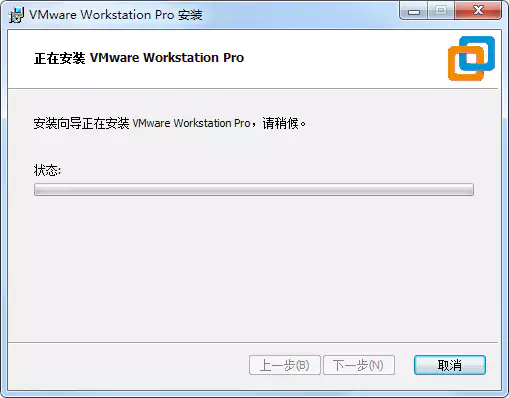 VMware Workstation Pro 安装
正在安装 VMware Workstation Pro
安装向导正在安装 VMware Workstation Pro，请稍候。
状态:
上一步(B) 下一步(N) 取消